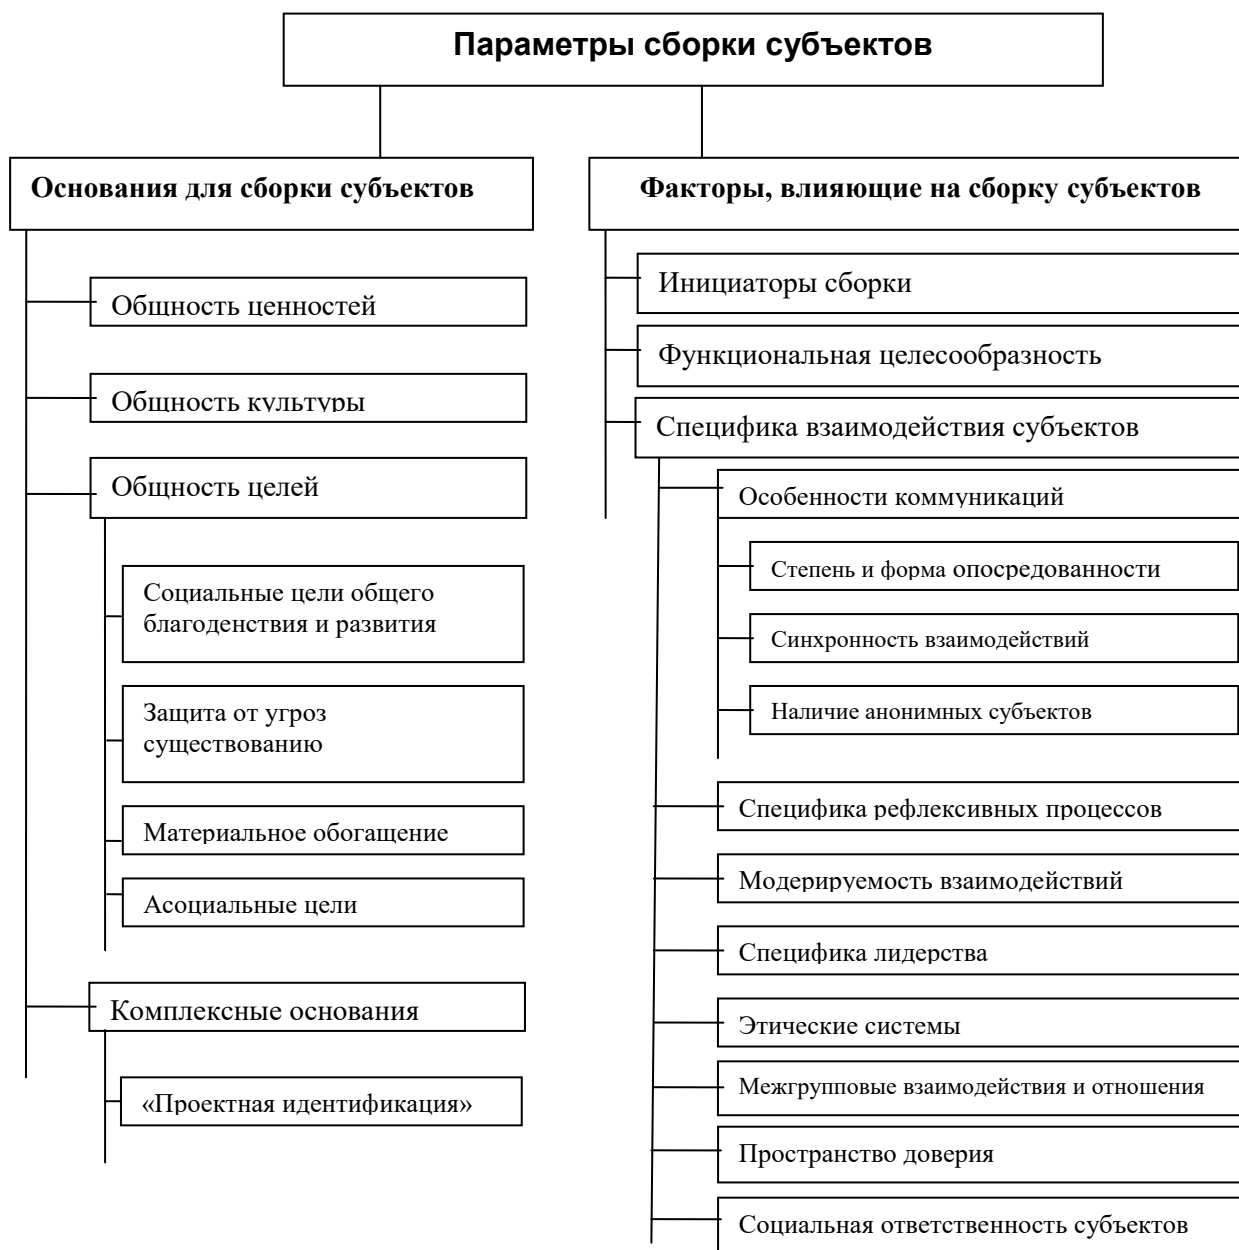 Параметры сборки субъектов
Основания для сборки субъектов
Общность ценностей
Общность культуры
Общность целей
Социальные цели общего
благоденствия и развития
Защита от угроз
существованию
Материальное обогащение
Асоциальные цели
Комплексные основания
«Проектная идентификация»
Факторы, влияющие на сборку субъектов
Инициаторы сборки
Функциональная целесообразность
Специфика взаимодействия субъектов
Особенности коммуникаций
Степень и форма опосредованности
Синхронность взаимодействий
Наличие анонимных субъектов
Специфика рефлексивных процессов
Модерируемость взаимодействий
Специфика лидерства
Этические системы
Межгрупповые взаимодействия и отношения
Пространство доверия
Социальная ответственность субъектов